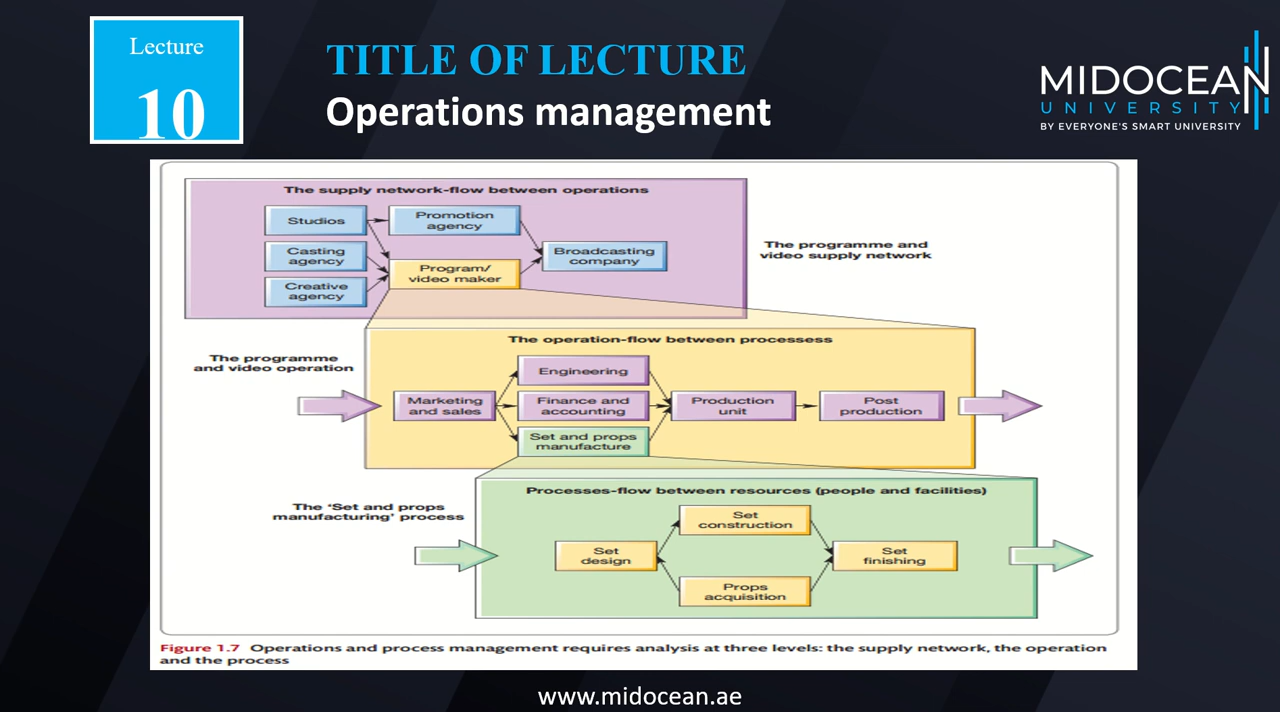 Lecture
10
TITLE OF LECTURE
Operations management
MIDOCEAN
UNIVERSITY
BY EVERYONE'S SMART UNIVERSITY
The supply network-flow between operations
Studios
Promotion
agency
Casting
agency
Broadcasting
company
Program/
video maker
Creative
agency
The programme and
video supply network
The operation-flow between processess
The programme
and video operation
Engineering
Marketing
and sales
Finance and
accounting
Production
unit
Post
production
Set and props
manufacture
Processes-flow between resources (people and facilities)
The ‘Set and props
manufacturing’ process
Set
construction
Set
design
Set
finishing
Props
acquisition
Figure 1.7 Operations and process management requires analysis at three levels: the supply network, the operation
and the process
www.midocean.ae